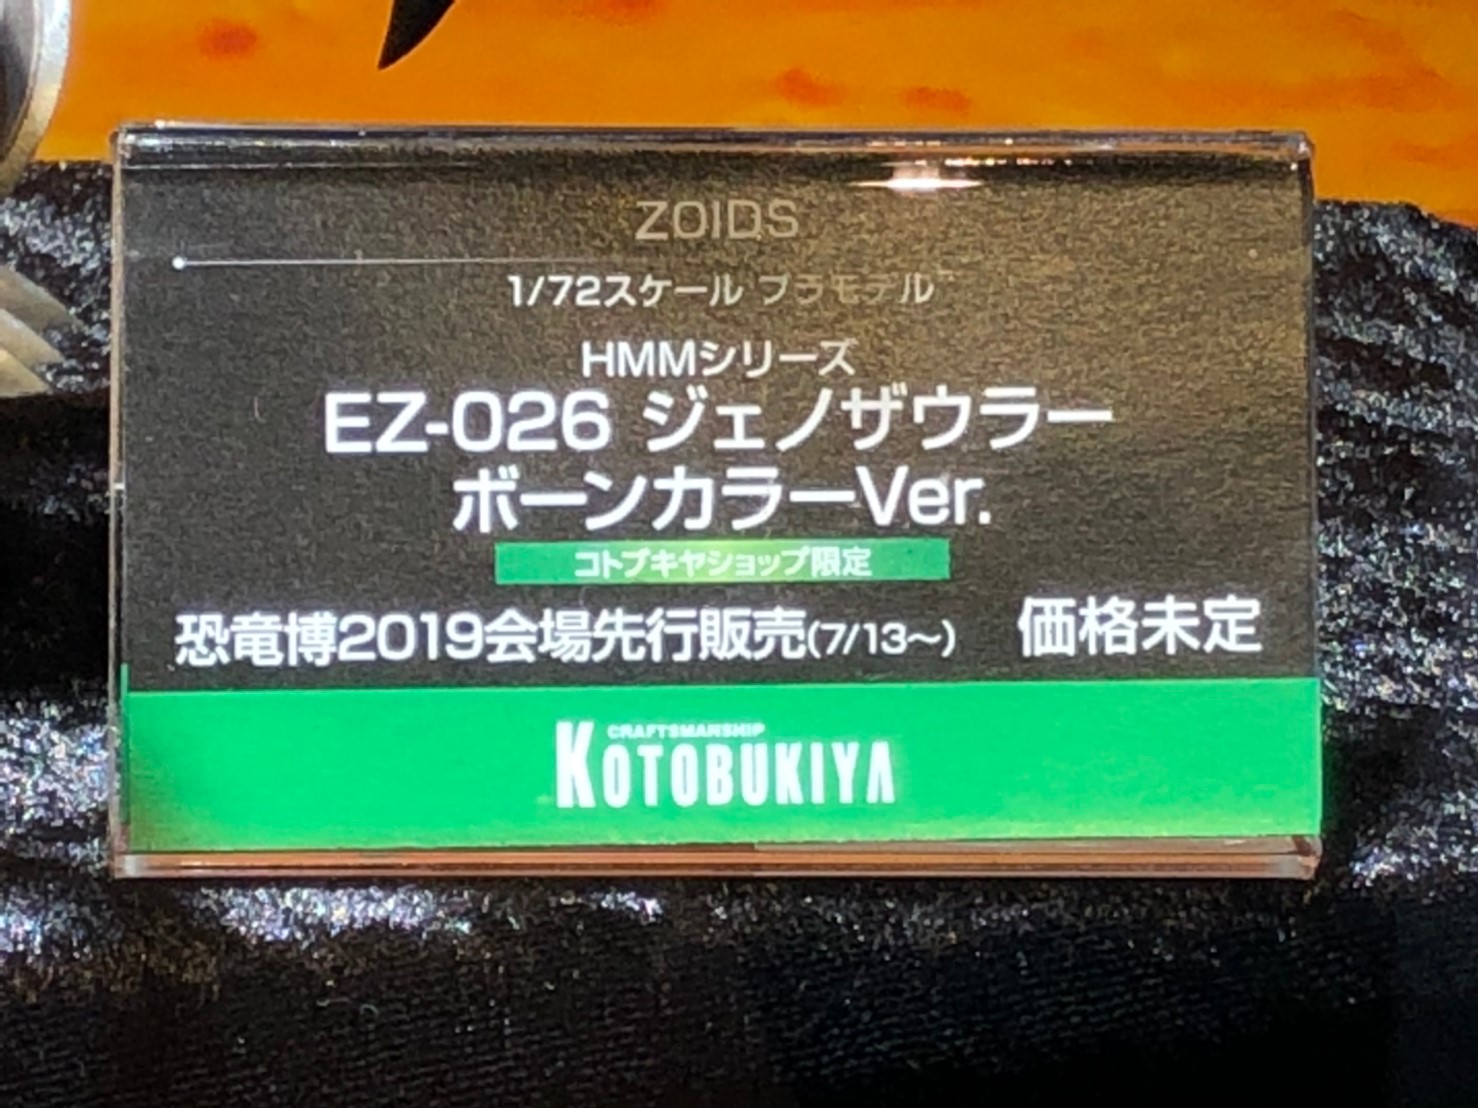 ZOIDS
1/72スケール プラモデル
HMMシリーズ
EZ-026 ジェノザウラー
ボーンカラーVer.
コトブキヤショップ限定
恐竜博2019会場先行販売(7/13～) 価格未定
CRAFTSMANSHIP
KOTOBUKIYA